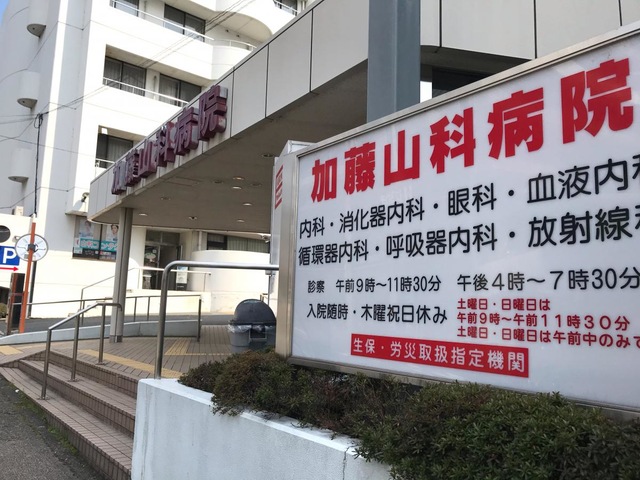 加藤山科病院
加藤山科病院
内科・消化器内科・眼科・血液内科
循環器内科・呼吸器内科・放射線科
診察 午前9時〜11時30分 午後4時〜7時30分
入院随時・木曜祝日休み
土曜日・日曜日は
午前9時〜午前11時30分
土曜日・日曜日は午前中のみで
生保・労災取扱指定機関
P